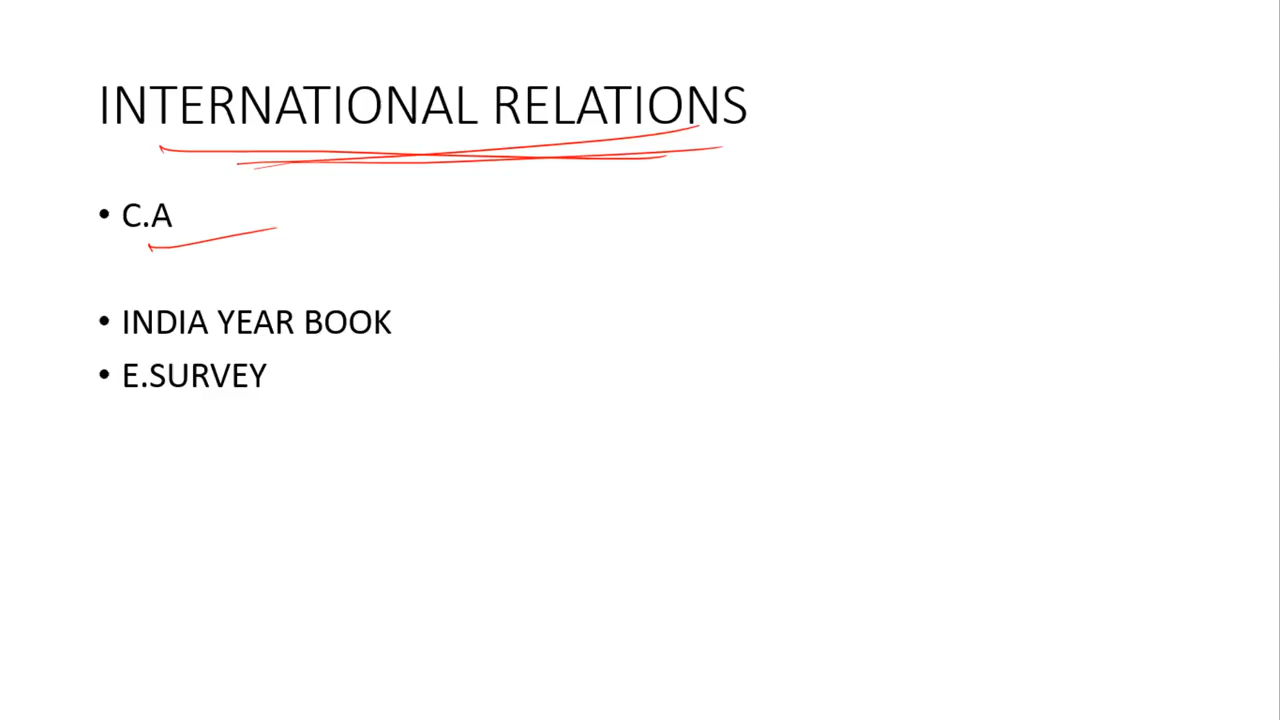 INTERNATIONAL RELATIONS
• C.A
• INDIA YEAR BOOK
• E.SURVEY